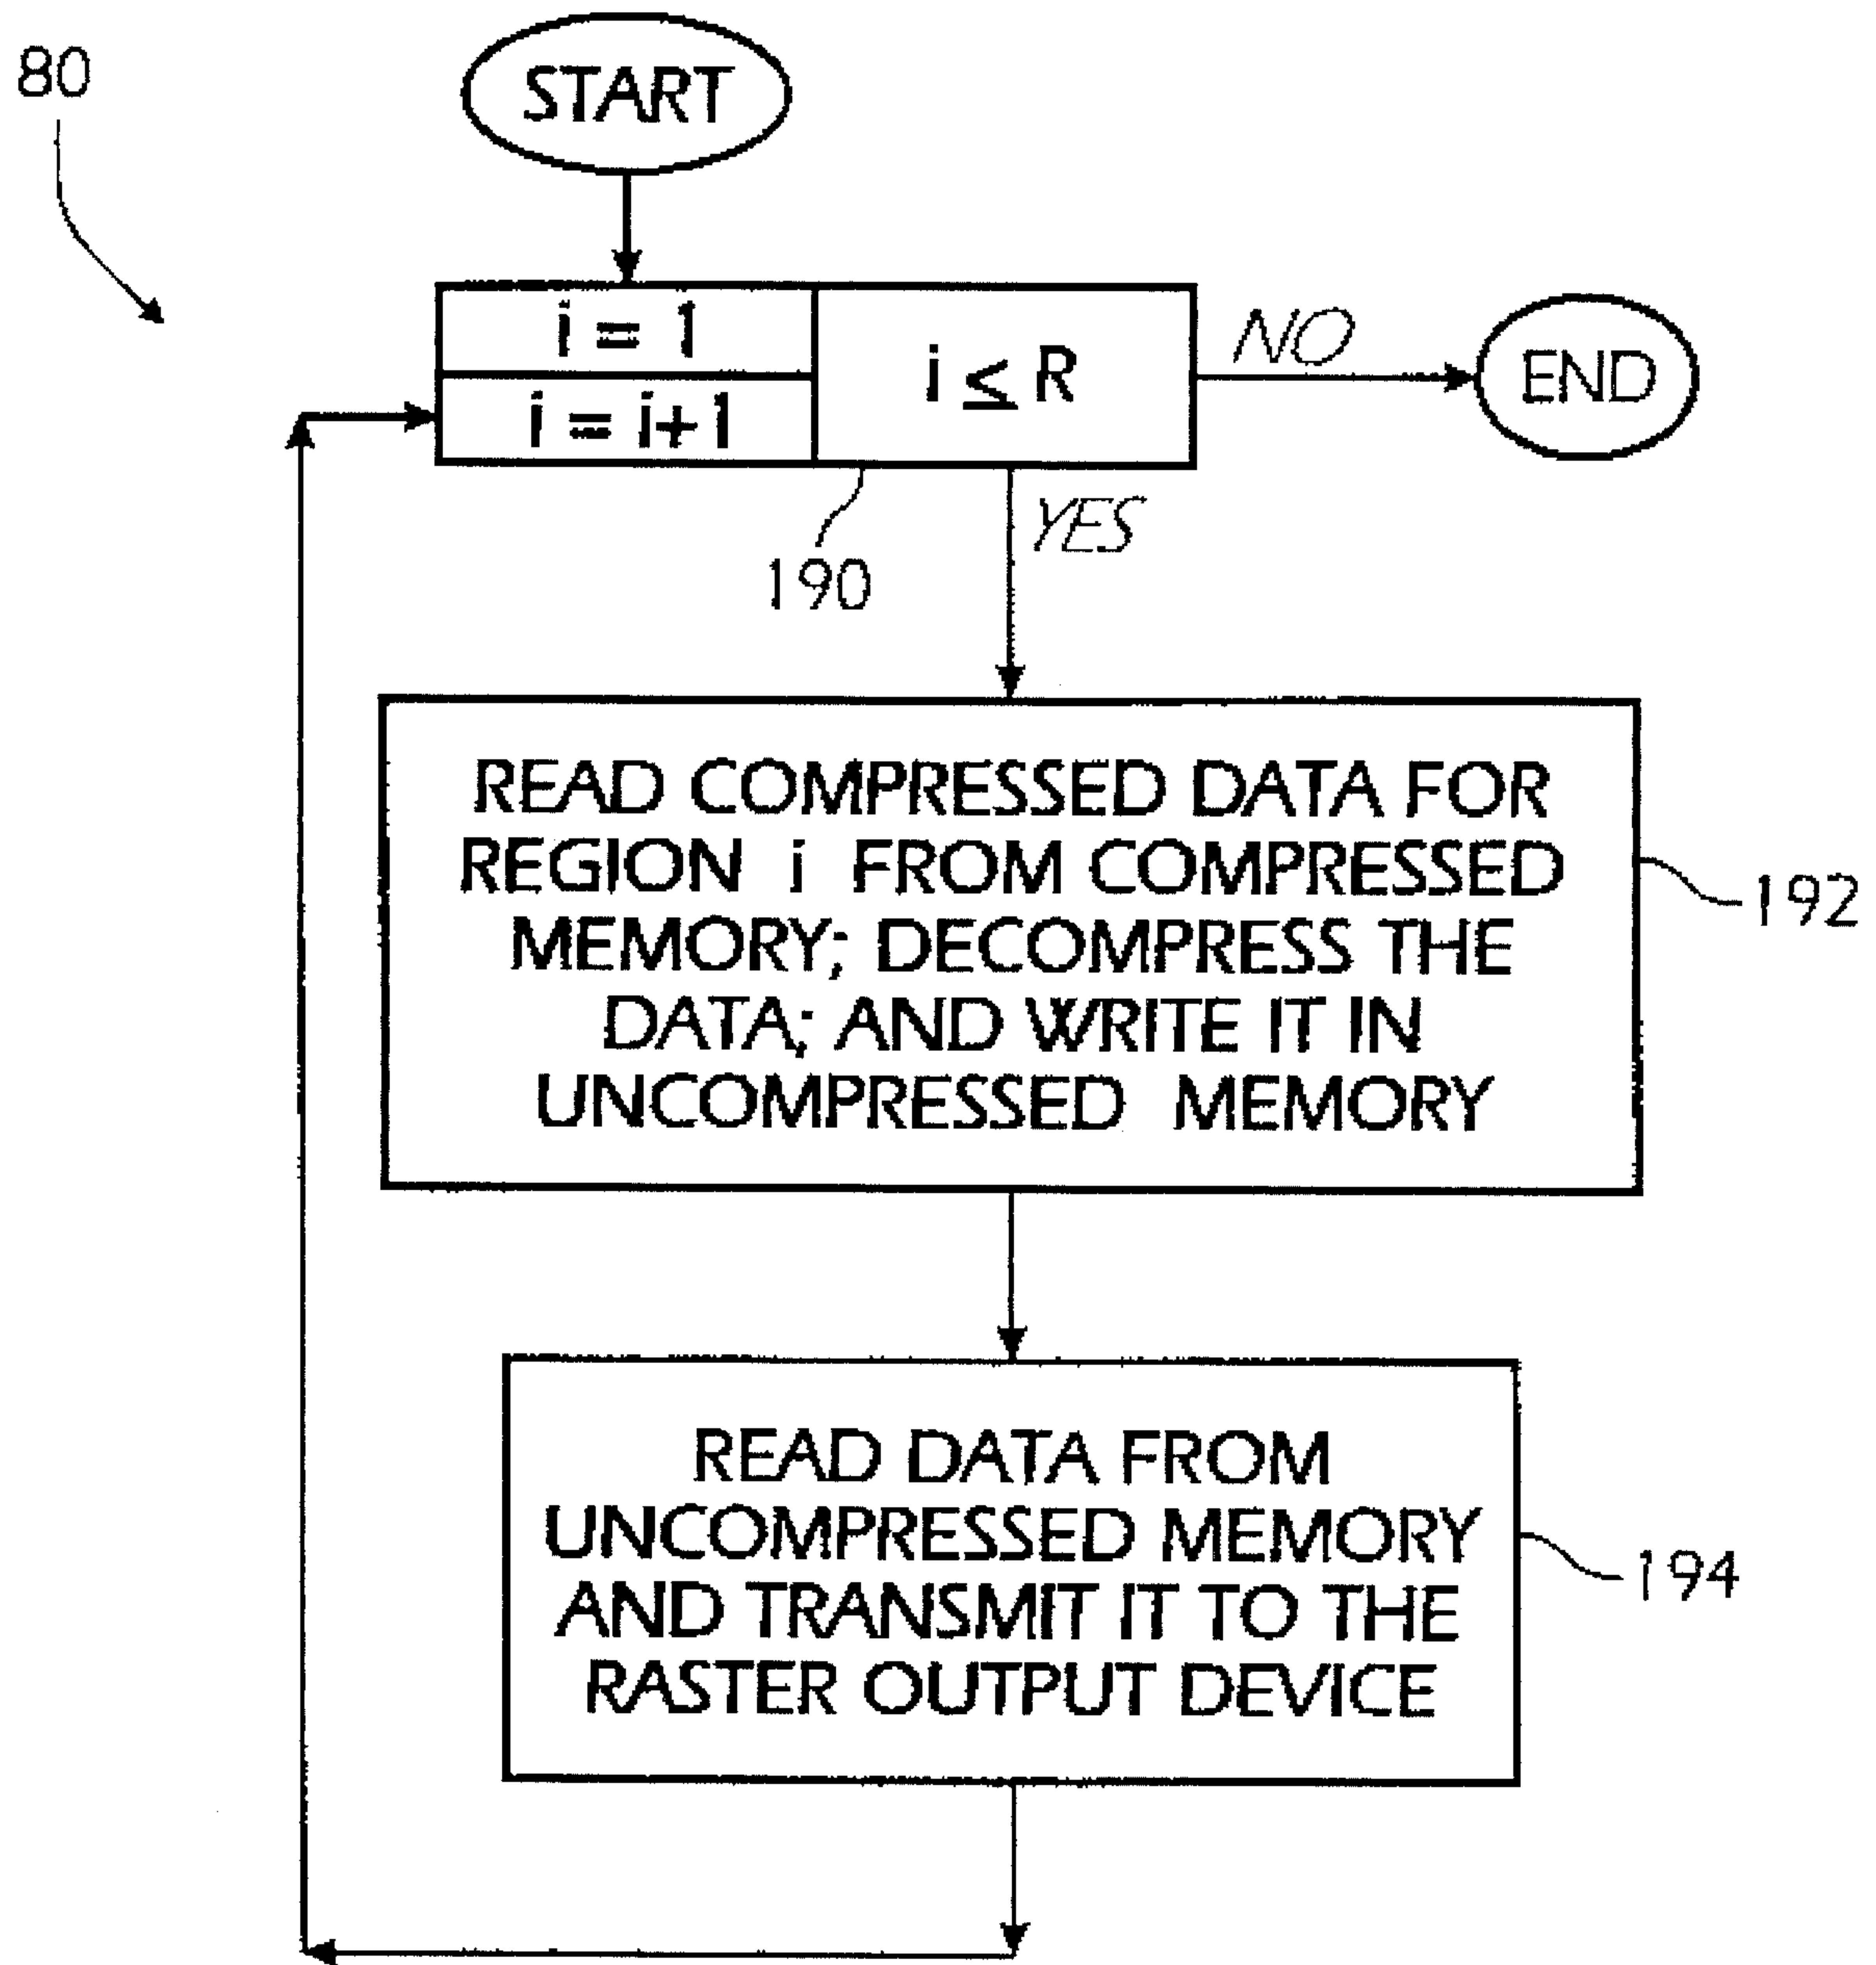 80
START
i = 1
i = i+1
i ≤ R
NO
END
YES
190
READ COMPRESSED DATA FOR
REGION i FROM COMPRESSED
MEMORY; DECOMPRESS THE
DATA; AND WRITE IT IN
UNCOMPRESSED MEMORY
192
READ DATA FROM
UNCOMPRESSED MEMORY
AND TRANSMIT IT TO THE
RASTER OUTPUT DEVICE
194